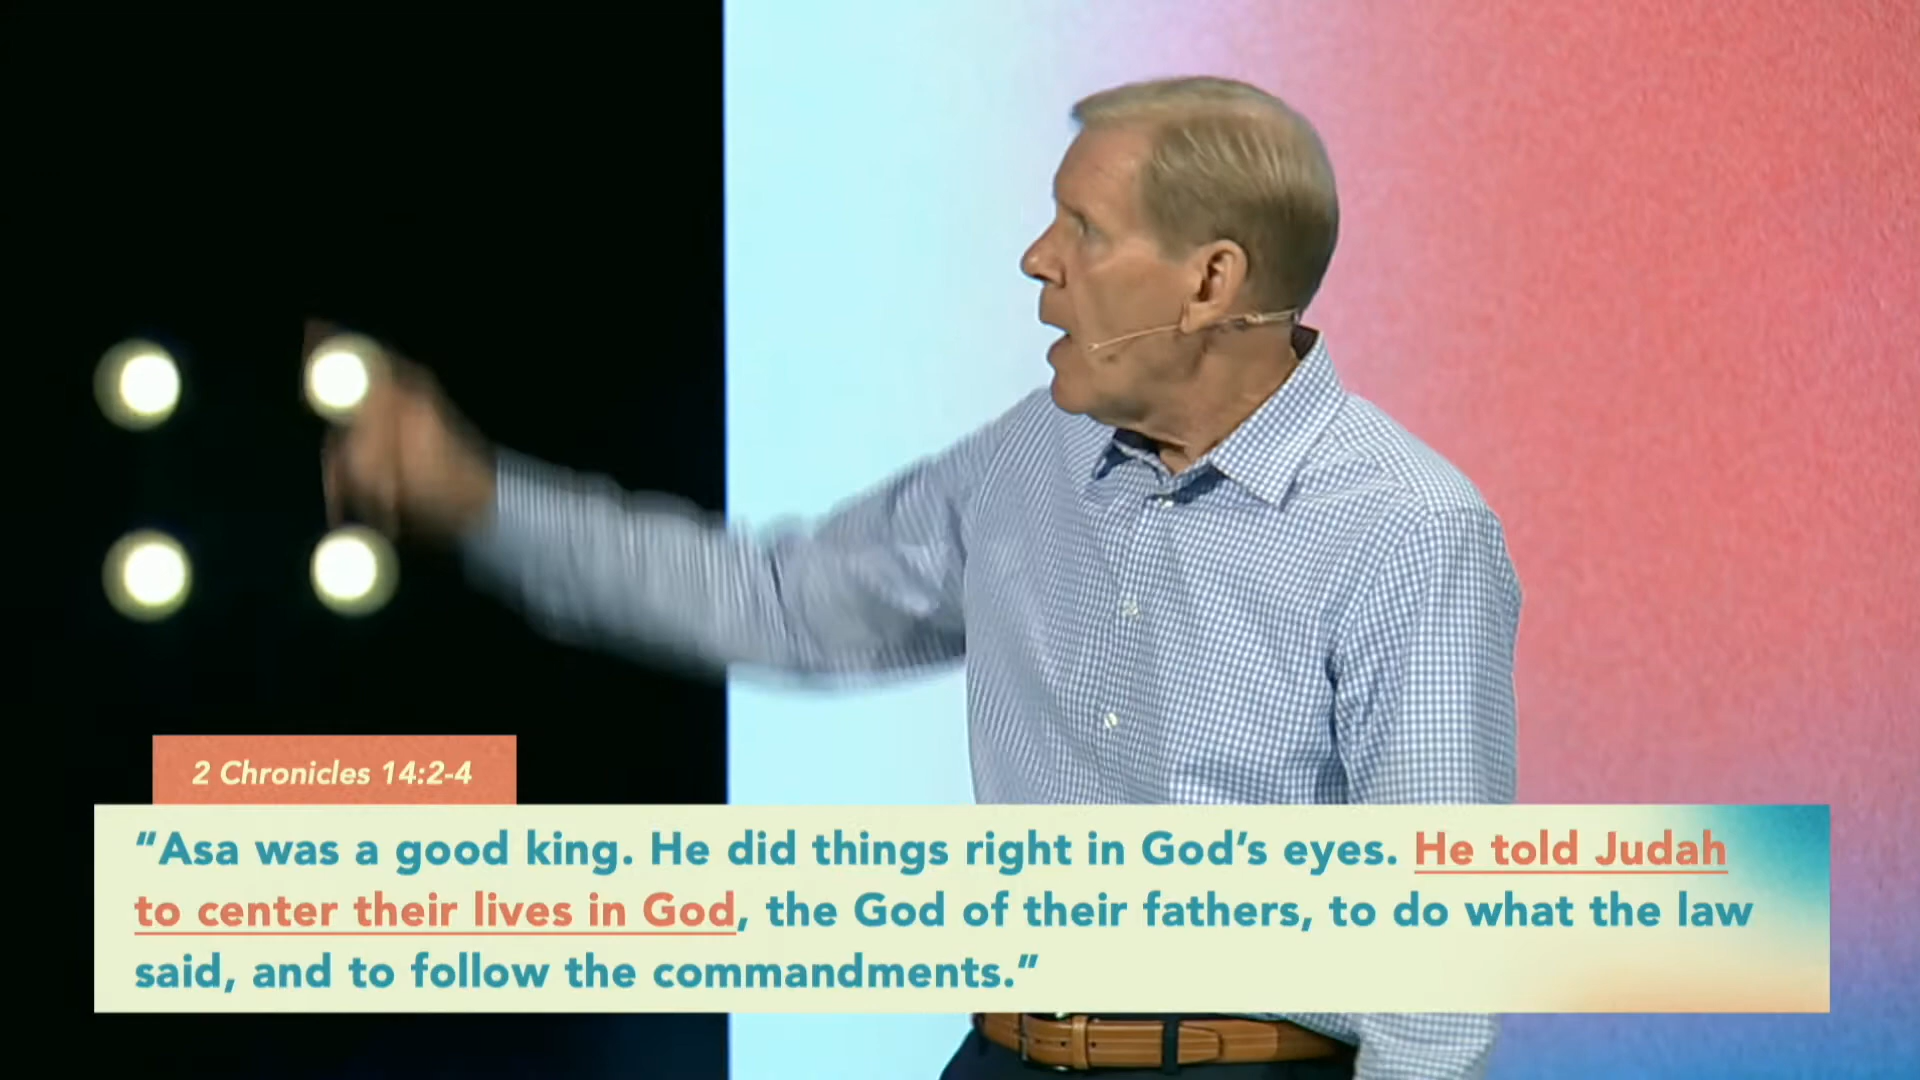 2 Chronicles 14:2-4
“Asa was a good king. He did things right in God’s eyes. He told Judah
to center their lives in God, the God of their fathers, to do what the law
said, and to follow the commandments.”